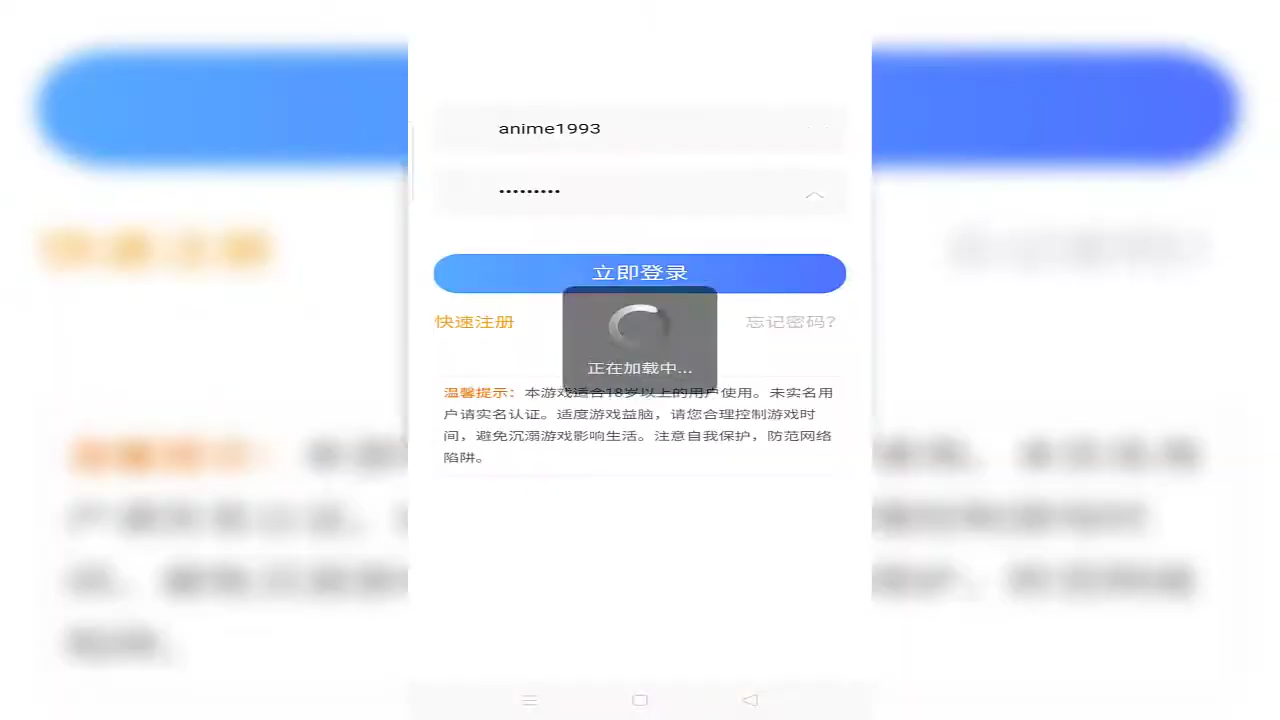 anime1993
•••••••••
立即登录
快速注册
忘记密码?
正在加载中...
温馨提示：本游戏适合18岁以上的用户使用。未实名用
户请实名认证。适度游戏益脑，请您合理控制游戏时
间，避免沉溺游戏影响生活。注意自我保护，防范网络
陷阱。